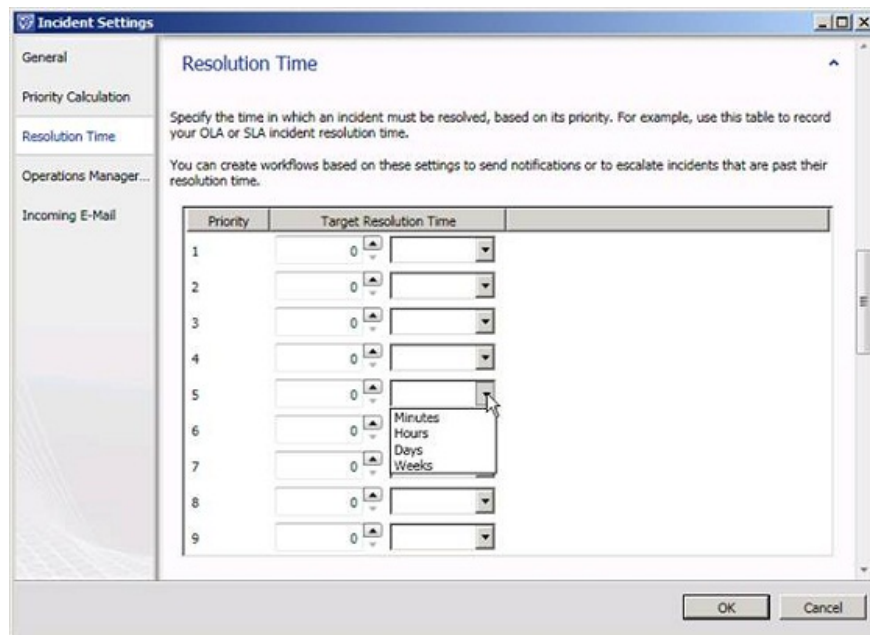 Incident Settings
General
Priority Calculation
Resolution Time
Operations Manager...
Incoming E-Mail
Resolution Time
Specify the time in which an incident must be resolved, based on its priority. For example, use this table to record
your OLA or SLA incident resolution time.
You can create workflows based on these settings to send notifications or to escalate incidents that are past their
resolution time.
Priority Target Resolution Time
1 0
2 0
3 0
4 0
5 0
Minutes
6 0
Hours
Days
7 0
Weeks
8 0
9 0
OK Cancel